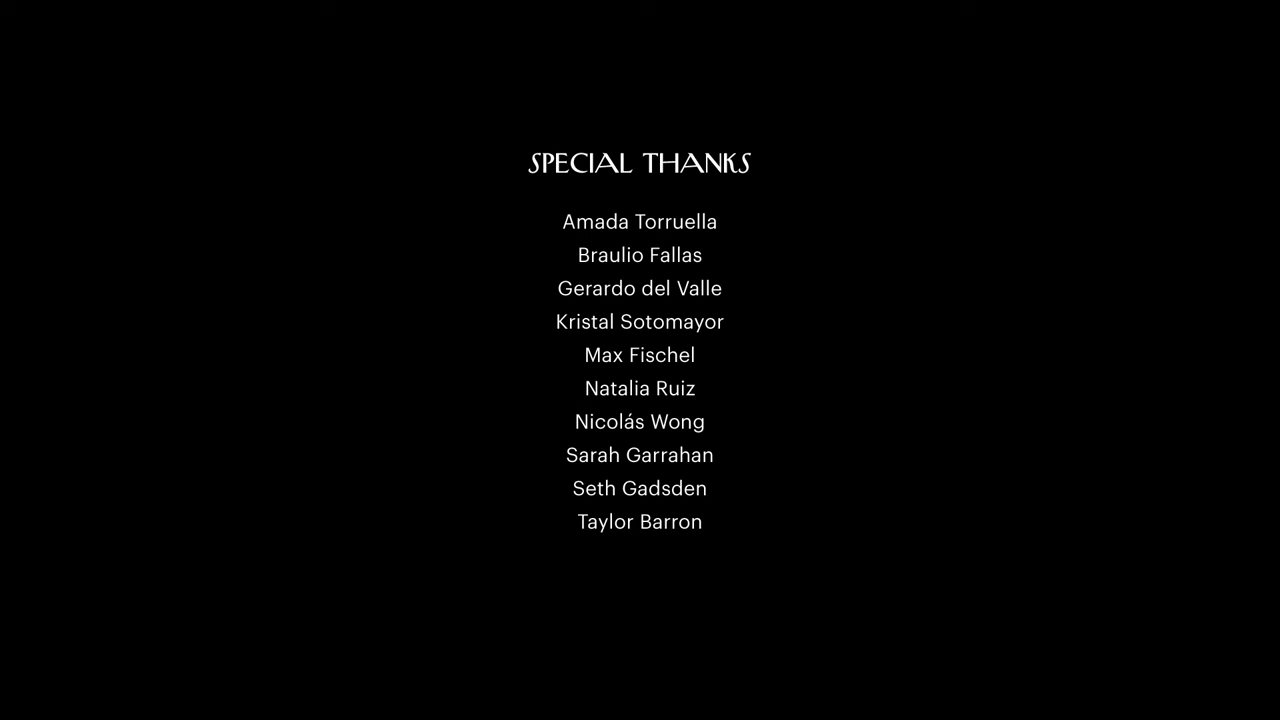 SPECIAL THANKS
Amada Torruella
Braulio Fallas
Gerardo del Valle
Kristal Sotomayor
Max Fischel
Natalia Ruiz
Nicolás Wong
Sarah Garrahan
Seth Gadsden
Taylor Barron